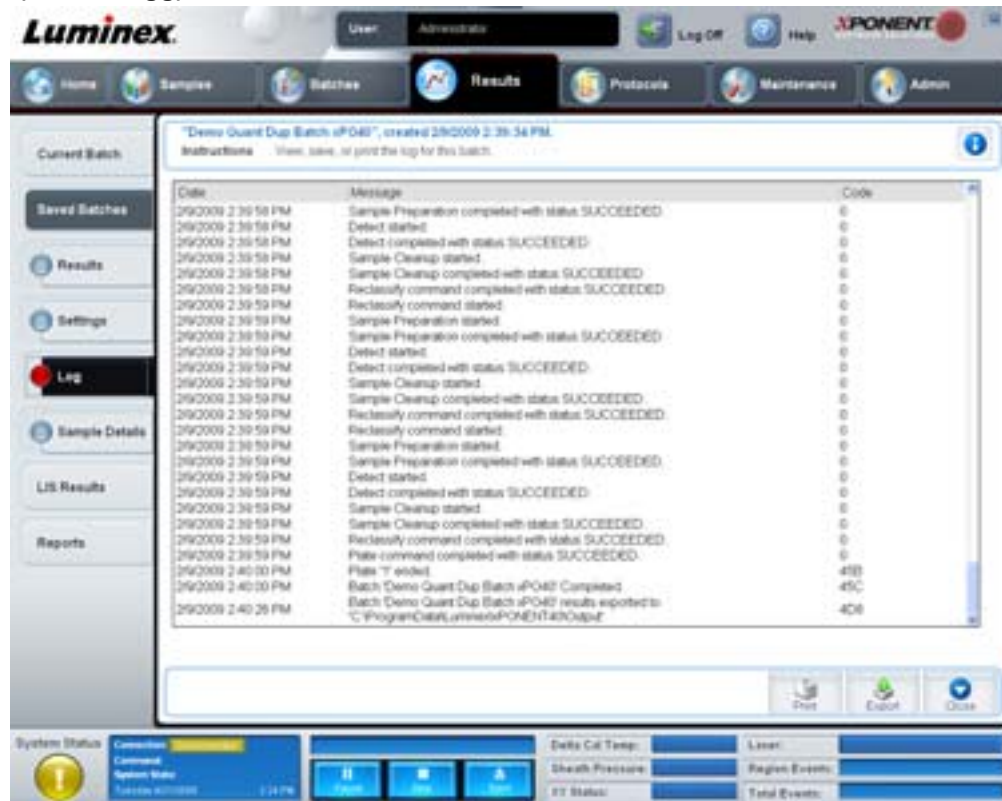 Luminex
User: Administrator
Log Off
Help
XPONENT
Home
Samples
Batches
Results
Protocols
Maintenance
Admin
Current Batch
Saved Batches
Results
Settings
Log
Sample Details
LIS Results
Reports
"Demo Quant Dup Batch xPO40", created 2/9/2009 2:39:34 PM.
Instructions View, save, or print the log for this batch.
Date Message Code
2/9/2009 2:39:58 PM Sample Preparation completed with status SUCCEEDED. 0
2/9/2009 2:39:58 PM Detect started. 0
2/9/2009 2:39:58 PM Detect completed with status SUCCEEDED. 0
2/9/2009 2:39:58 PM Sample Cleanup started. 0
2/9/2009 2:39:58 PM Sample Cleanup completed with status SUCCEEDED. 0
2/9/2009 2:39:58 PM Reclassify command completed with status SUCCEEDED. 0
2/9/2009 2:39:59 PM Reclassify command started. 0
2/9/2009 2:39:59 PM Sample Preparation started. 0
2/9/2009 2:39:59 PM Sample Preparation completed with status SUCCEEDED. 0
2/9/2009 2:39:59 PM Detect started. 0
2/9/2009 2:39:59 PM Detect completed with status SUCCEEDED. 0
2/9/2009 2:39:59 PM Sample Cleanup started. 0
2/9/2009 2:39:59 PM Sample Cleanup completed with status SUCCEEDED. 0
2/9/2009 2:39:59 PM Reclassify command completed with status SUCCEEDED. 0
2/9/2009 2:39:59 PM Reclassify command started. 0
2/9/2009 2:39:59 PM Sample Preparation started. 0
2/9/2009 2:39:59 PM Sample Preparation completed with status SUCCEEDED. 0
2/9/2009 2:39:59 PM Detect started. 0
2/9/2009 2:39:59 PM Detect completed with status SUCCEEDED. 0
2/9/2009 2:39:59 PM Sample Cleanup started. 0
2/9/2009 2:39:59 PM Sample Cleanup completed with status SUCCEEDED. 0
2/9/2009 2:39:59 PM Reclassify command completed with status SUCCEEDED. 0
2/9/2009 2:39:59 PM Plate command completed with status SUCCEEDED. 0
2/9/2009 2:40:00 PM Plate '1' ended. 45B
2/9/2009 2:40:00 PM Batch 'Demo Quant Dup Batch xPO40' Completed. 45C
2/9/2009 2:40:26 PM Batch 'Demo Quant Dup Batch xPO40' results exported to 4D8
'C:\ProgramData\Luminex\xPONENT40\Output'
Print
Export
Close
System Status
Connection
Command
System State
Pause
Stop
Eject
Delta Cal Temp:
Sheath Pressure:
XY Status:
Laser:
Region Events:
Total Events: